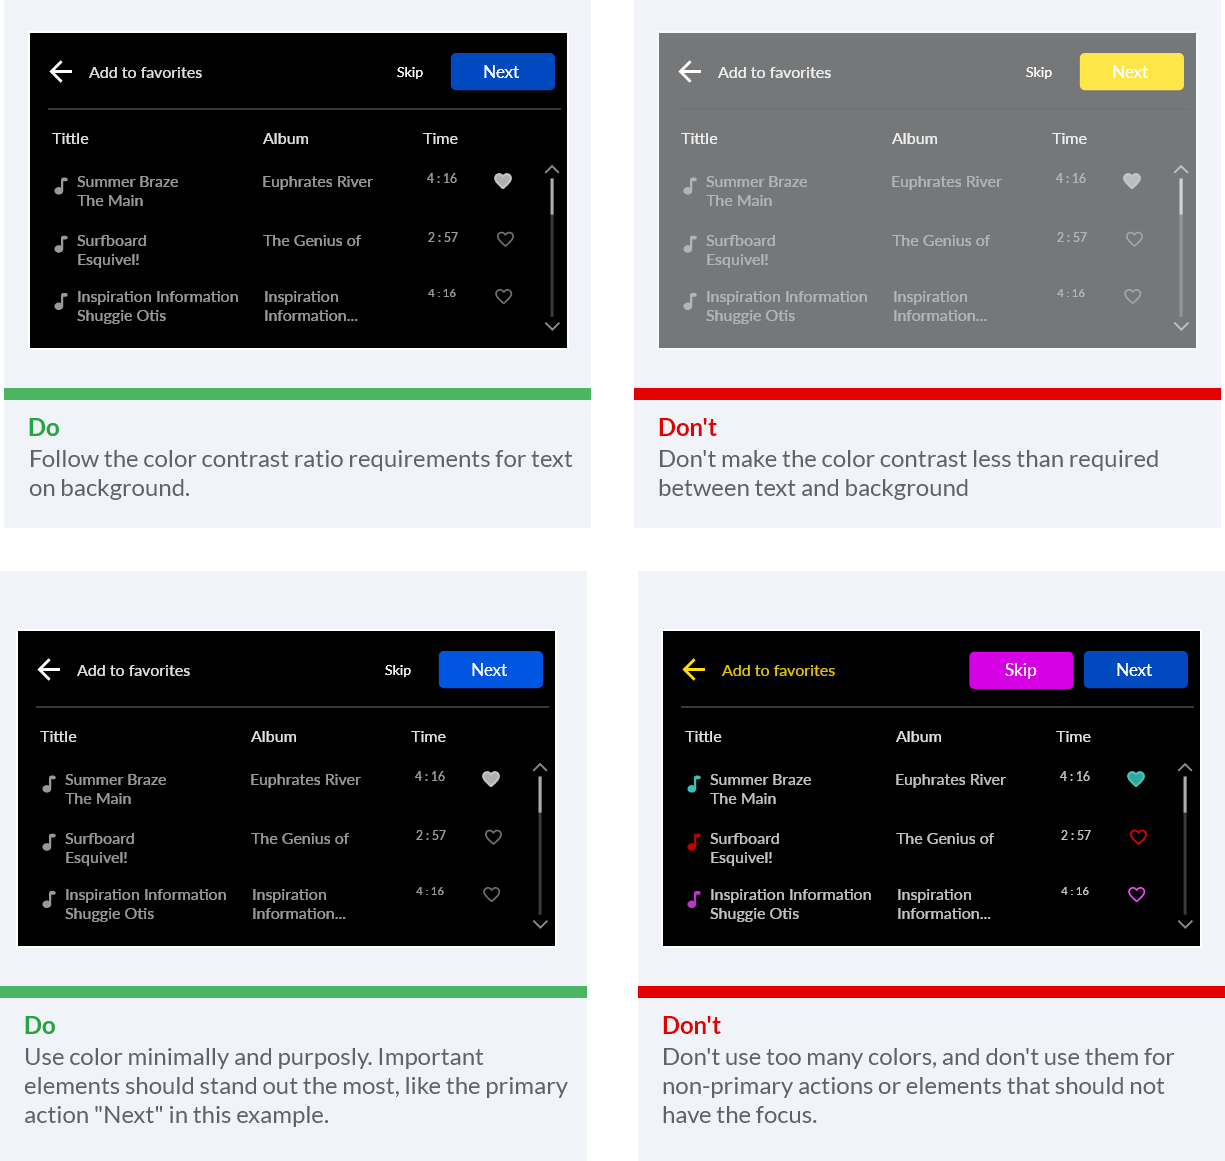 Add to favorites Skip Next
Tittle Album Time
Summer Braze Euphrates River 4:16
The Main
Surfboard The Genius of 2:57
Esquivel!
Inspiration Information Inspiration 4:16
Shuggie Otis Information...
Do
Follow the color contrast ratio requirements for text
on background.
Add to favorites Skip Next
Tittle Album Time
Summer Braze Euphrates River 4:16
The Main
Surfboard The Genius of 2:57
Esquivel!
Inspiration Information Inspiration 4:16
Shuggie Otis Information...
Don't
Don't make the color contrast less than required
between text and background
Add to favorites Skip Next
Tittle Album Time
Summer Braze Euphrates River 4:16
The Main
Surfboard The Genius of 2:57
Esquivel!
Inspiration Information Inspiration 4:16
Shuggie Otis Information...
Do
Use color minimally and purposly. Important
elements should stand out the most, like the primary
action "Next" in this example.
Add to favorites Skip Next
Tittle Album Time
Summer Braze Euphrates River 4:16
The Main
Surfboard The Genius of 2:57
Esquivel!
Inspiration Information Inspiration 4:16
Shuggie Otis Information...
Don't
Don't use too many colors, and don't use them for
non-primary actions or elements that should not
have the focus.